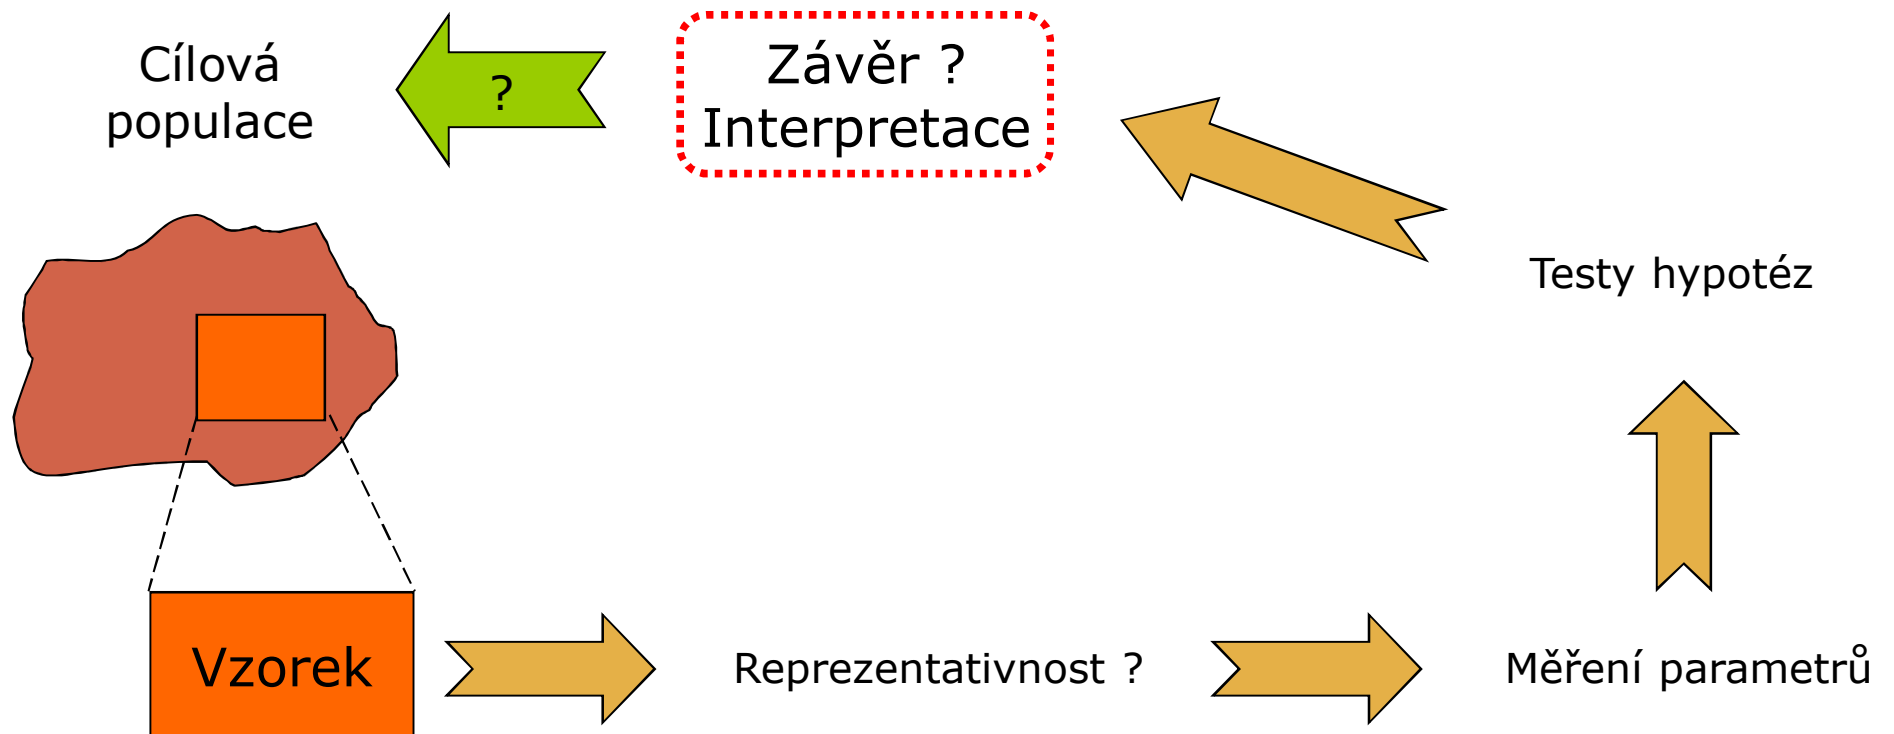 Cílová
populace
?
Závěr ?
Interpretace
Testy hypotéz
Vzorek
Reprezentativnost ?
Měření parametrů